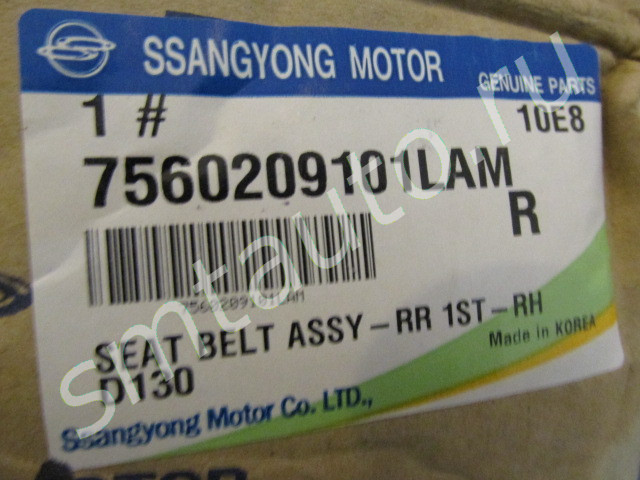 SSANGYONG MOTOR
GENUINE PARTS
1 # 10E8
7560209101LAM
R
7560209101LAM
SEAT BELT ASSY-RR 1ST-RH
D130
Made in KOREA
Ssangyong Motor Co. LTD.,
smtauto.ru